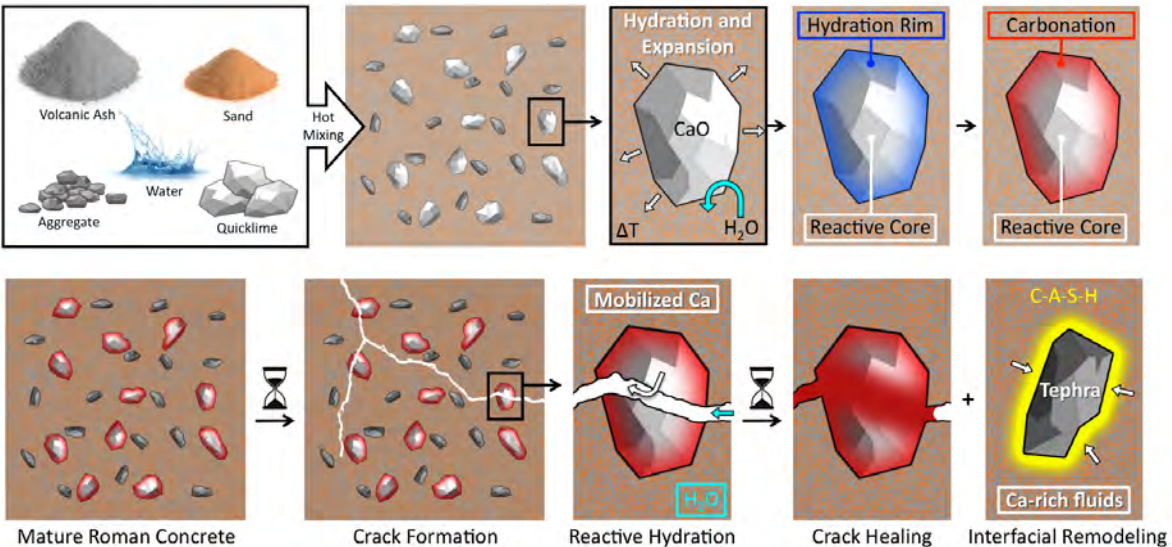 Volcanic Ash
Sand
Water
Aggregate
Quicklime
Hot
Mixing
Hydration and
Expansion
CaO
ΔT
H₂O
Hydration Rim
Reactive Core
Carbonation
Reactive Core
Mature Roman Concrete
Crack Formation
Mobilized Ca
H₂O
Reactive Hydration
Crack Healing
+
C-A-S-H
Tephra
Ca-rich fluids
Interfacial Remodeling